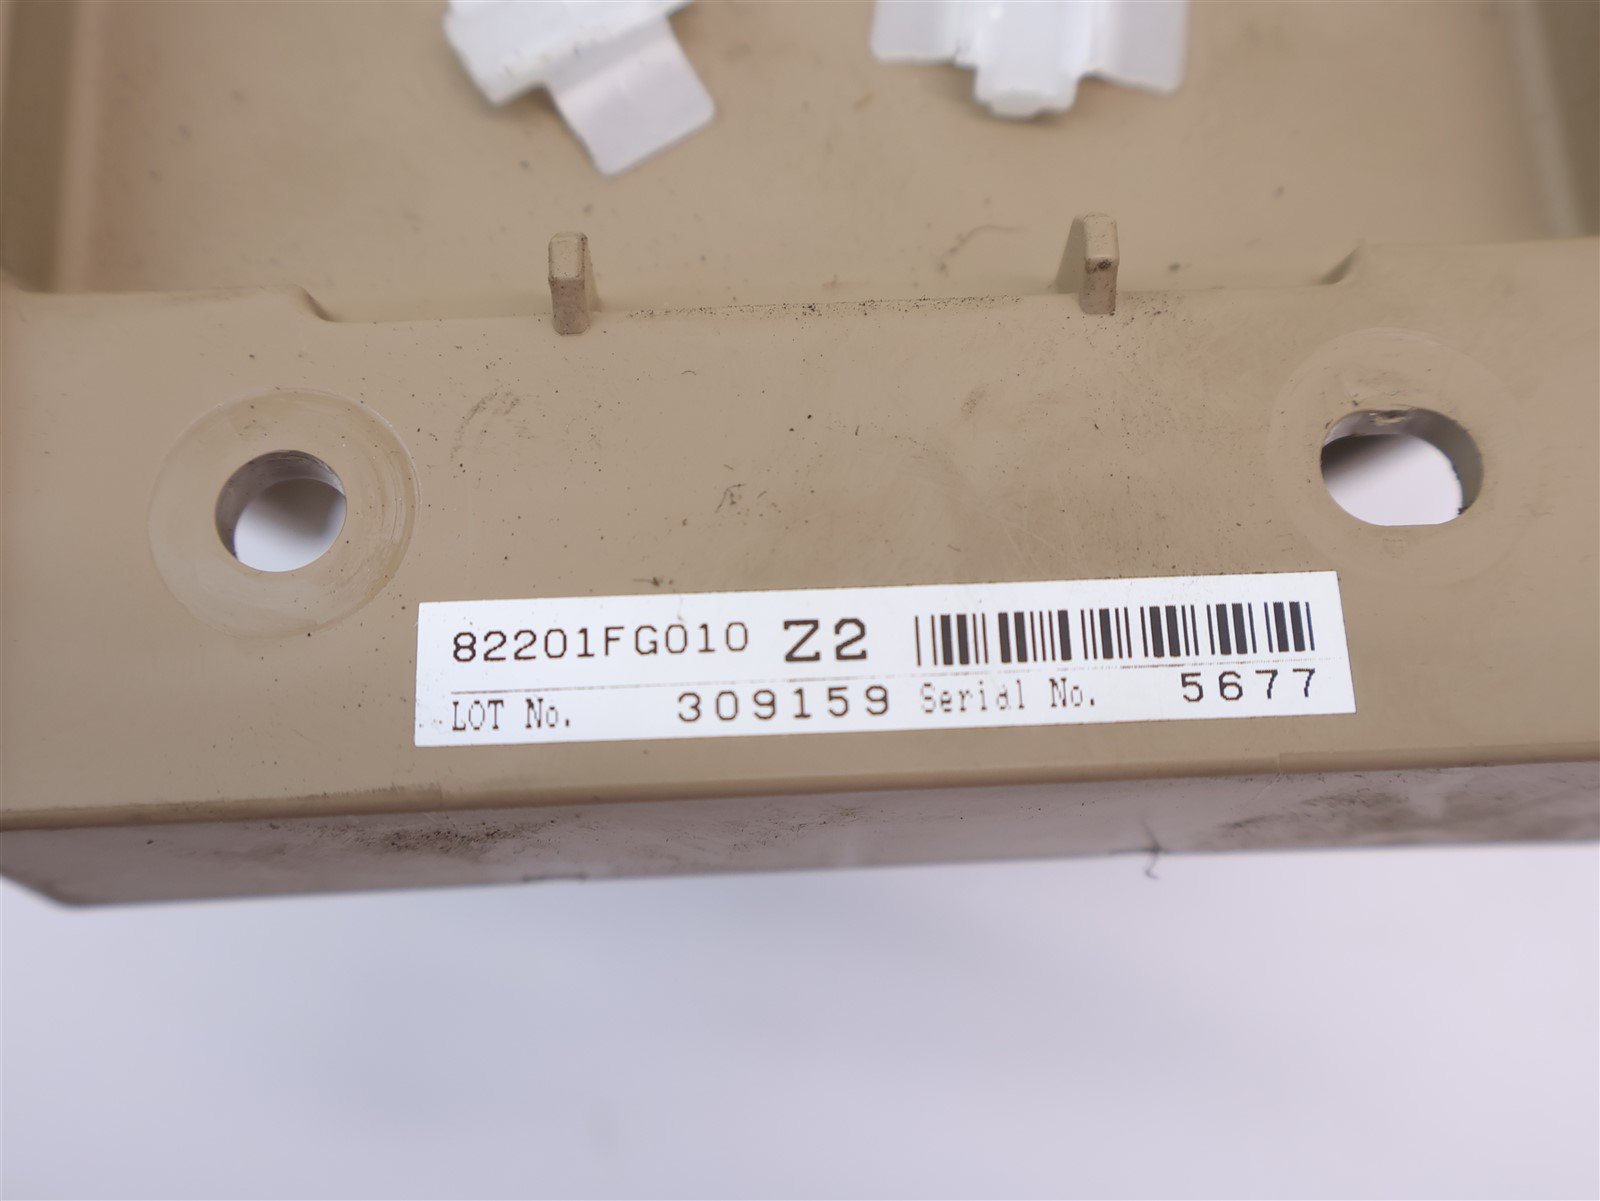 82201FG010 Z2
LOT No. 309159 Serial No. 5677